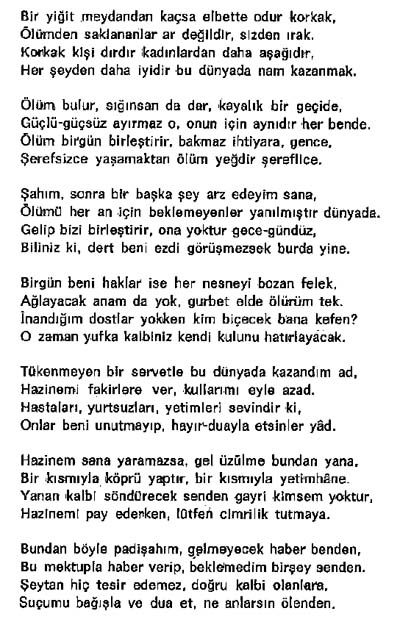 Bir yiğit meydandan kaçsa elbette odur korkak,
Ölümden saklananlar ar değildir, sizden ırak.
Korkak kişi dırdır kadınlardan daha aşağıdır,
Her şeyden daha iyidir bu dünyada nam kazanmak.
Ölüm bulur, sığınsan da dar, kayalık bir geçide,
Güçlü-güçsüz ayırmaz o, onun için aynıdır her bende.
Ölüm birgün birleştirir, bakmaz ihtiyara, gence,
Şerefsizce yaşamaktan ölüm yeğdir şereflice.
Şahım, sonra bir başka şey arz edeyim sana,
Ölümü her an için beklemeyenler yanılmıştır dünyada.
Gelip bizi birleştirir, ona yoktur gece-gündüz,
Biliniz ki, dert beni ezdi görüşmezsek burda yine.
Birgün beni haklar ise her nesneyi bozan felek,
Ağlayacak anam da yok, gurbet elde ölürüm tek.
İnandığım dostlar yokken kim biçecek bana kefen?
O zaman yufka kalbiniz kendi kulunu hatırlayacak.
Tükenmeyen bir servetle bu dünyada kazandım ad,
Hazinemi fakirlere ver, kullarımı eyle azad.
Hastaları, yurtsuzları, yetimleri sevindir ki,
Onlar beni unutmayıp, hayır-duayla etsinler yâd.
Hazinem sana yaramazsa, gel üzülme bundan yana,
Bir kısmıyla köprü yaptır, bir kısmıyla yetimhâne.
Yanan kalbi söndürecek senden gayri kimsem yoktur,
Hazinemi pay ederken, lütfen cimrilik tutmaya.
Bundan böyle padişahım, gelmeyecek haber benden,
Bu mektupla haber verip, beklemedim birşey senden.
Şeytan hiç tesir edemez, doğru kalbi olanlara,
Suçumu bağışla ve dua et, ne anlarsın ölenden.